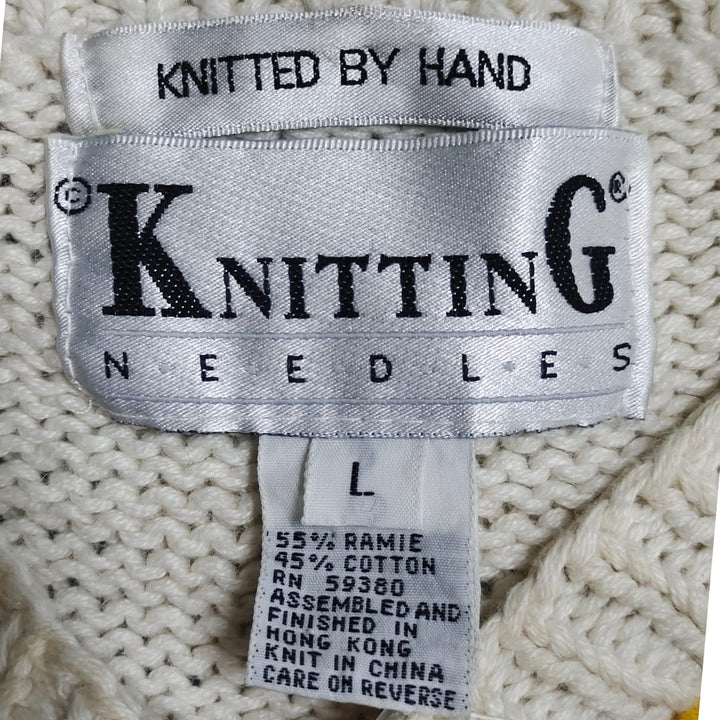 KNITTED BY HAND
© KNITTING ®
N·E·E·D·L·E·S
L
55% RAMIE
45% COTTON
RN 59380
ASSEMBLED AND
FINISHED IN
HONG KONG
KNIT IN CHINA
CARE ON REVERSE